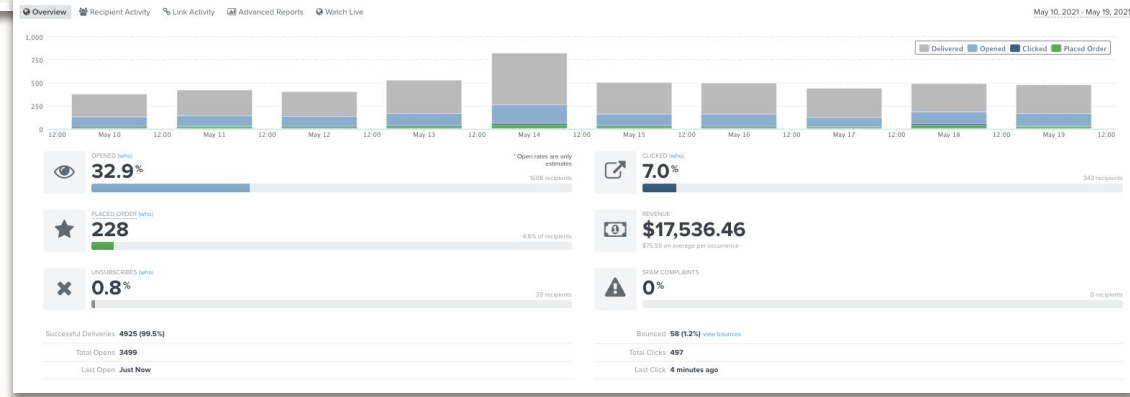 Overview Recipient Activity Link Activity Advanced Reports Watch Live May 10, 2021 - May 19, 2021
1,000
750
500
250
0
Delivered Opened Clicked Placed Order
12:00 May 10 12:00 May 11 12:00 May 12 12:00 May 13 12:00 May 14 12:00 May 15 12:00 May 16 12:00 May 17 12:00 May 18 12:00 May 19 12:00
OPENED (who)
32.9%
* Open rates are only
estimates
1608 recipients
CLICKED (who)
7.0%
343 recipients
PLACED ORDER (who)
228
4.6% of recipients
REVENUE
$17,536.46
$75.59 on average per occurrence
UNSUBSCRIBES (who)
0.8%
39 recipients
SPAM COMPLAINTS
0%
0 recipients
Successful Deliveries 4925 (99.5%)
Bounced 58 (1.2%) view bounces
Total Opens 3499
Total Clicks 497
Last Open Just Now
Last Click 4 minutes ago